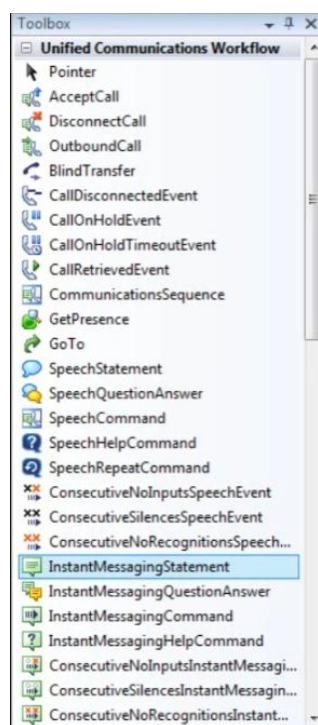 Toolbox
Unified Communications Workflow
Pointer
AcceptCall
DisconnectCall
OutboundCall
BlindTransfer
CallDisconnectedEvent
CallOnHoldEvent
CallOnHoldTimeoutEvent
CallRetrievedEvent
CommunicationsSequence
GetPresence
GoTo
SpeechStatement
SpeechQuestionAnswer
SpeechCommand
SpeechHelpCommand
SpeechRepeatCommand
ConsecutiveNoInputsSpeechEvent
ConsecutiveSilencesSpeechEvent
ConsecutiveNoRecognitionsSpeech...
InstantMessagingStatement
InstantMessagingQuestionAnswer
InstantMessagingCommand
InstantMessagingHelpCommand
ConsecutiveNoInputsInstantMessagi...
ConsecutiveSilencesInstantMessagin...
ConsecutiveNoRecognitionsInstant...